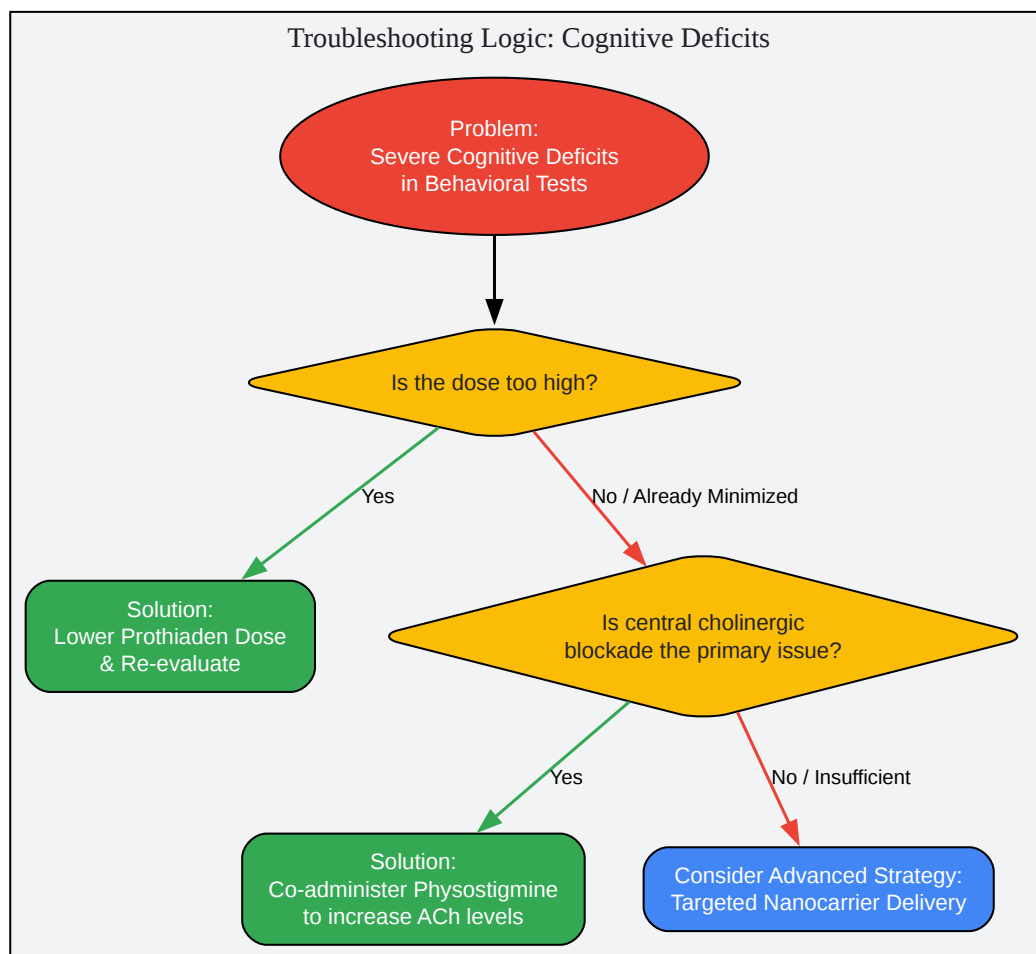 Troubleshooting Logic: Cognitive Deficits
Problem:
Severe Cognitive Deficits
in Behavioral Tests
Is the dose too high?
Yes
No / Already Minimized
Solution:
Lower Prothiaden Dose
& Re-evaluate
Is central cholinergic
blockade the primary issue?
Yes
No / Insufficient
Solution:
Co-administer Physostigmine
to increase ACh levels
Consider Advanced Strategy:
Targeted Nanocarrier Delivery